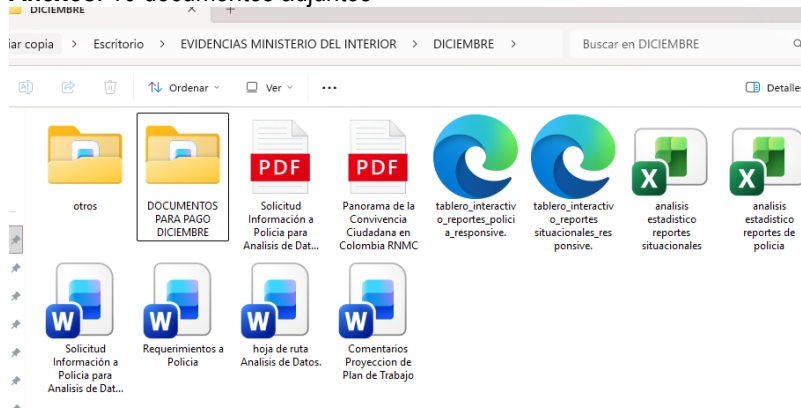 DICIEMBRE
iar copia > Escritorio > EVIDENCIAS MINISTERIO DEL INTERIOR > DICIEMBRE > Buscar en DICIEMBRE
Ordenar Ver ... Detalles
otros
DOCUMENTOS
PARA PAGO
DICIEMBRE
PDF
Solicitud
Información a
Policia para
Analisis de Dat...
PDF
Panorama de la
Convivencia
Ciudadana en
Colombia RNMC
tablero_interactiv
o_reportes_polici
a_responsive.
tablero_interactiv
o_reportes
situacionales_res
ponsive.
X
analisis
estadistico
reportes
situacionales
X
analisis
estadistico
reportes de
policia
W
Solicitud
Información a
Policia para
Analisis de Dat...
W
Requerimientos a
Policia
W
hoja de ruta
Analisis de Datos.
W
Comentarios
Proyeccion de
Plan de Trabajo